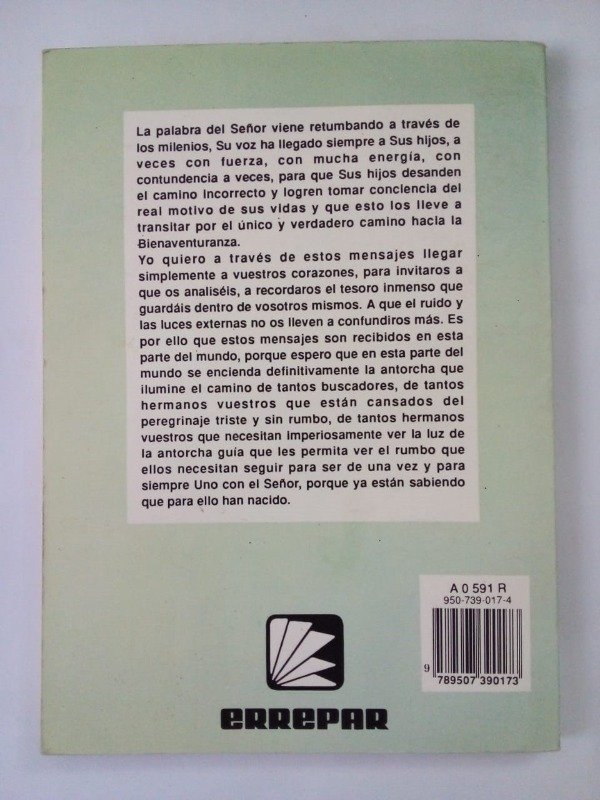 La palabra del Señor viene retumbando a través de
los milenios, Su voz ha llegado siempre a Sus hijos, a
veces con fuerza, con mucha energía, con
contundencia a veces, para que Sus hijos desanden
el camino incorrecto y logren tomar conciencia del
real motivo de sus vidas y que esto los lleve a
transitar por el único y verdadero camino hacia la
Bienaventuranza.
Yo quiero a través de estos mensajes llegar
simplemente a vuestros corazones, para invitaros a
que os analiséis, a recordaros el tesoro inmenso que
guardáis dentro de vosotros mismos. A que el ruido y
las luces externas no os lleven a confundiros más. Es
por ello que estos mensajes son recibidos en esta
parte del mundo, porque espero que en esta parte del
mundo se encienda definitivamente la antorcha que
ilumine el camino de tantos buscadores, de tantos
hermanos vuestros que están cansados del
peregrinaje triste y sin rumbo, de tantos hermanos
vuestros que necesitan imperiosamente ver la luz de
la antorcha guía que les permita ver el rumbo que
ellos necesitan seguir para ser de una vez y para
siempre Uno con el Señor, porque ya están sabiendo
que para ello han nacido.
A 0 591 R
950-739-017-4
9 789507 390173
ERREPAR